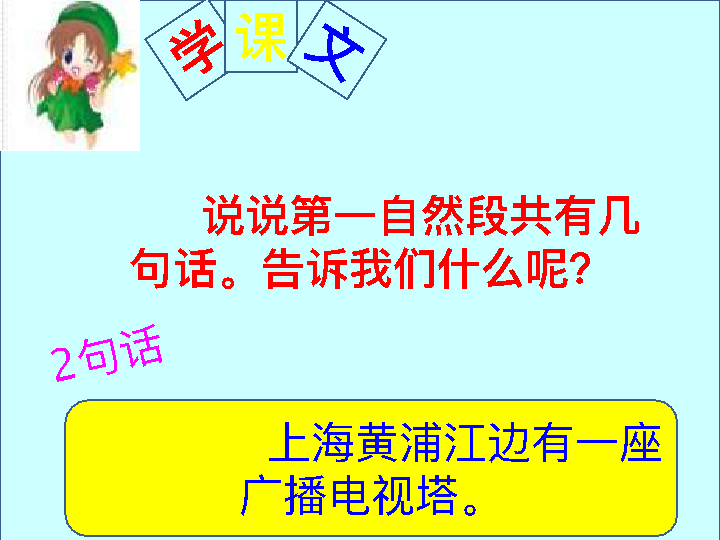 学课文
说说第一自然段共有几
句话。告诉我们什么呢？
2句话
上海黄浦江边有一座
广播电视塔。